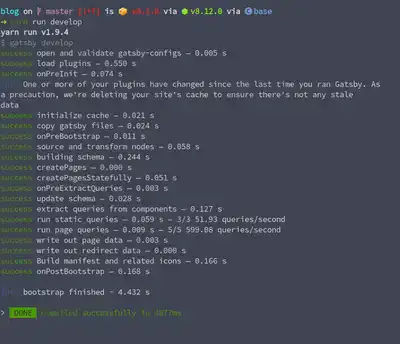 blog on master [!+] is v0.1.0 via v8.12.0 via base
→ yarn run develop
yarn run v1.9.4
$ gatsby develop
success open and validate gatsby-configs — 0.005 s
success load plugins — 0.550 s
success onPreInit — 0.074 s
info One or more of your plugins have changed since the last time you ran Gatsby. As
a precaution, we're deleting your site's cache to ensure there's not any stale
data
success initialize cache — 0.021 s
success copy gatsby files — 0.024 s
success onPreBootstrap — 0.011 s
success source and transform nodes — 0.058 s
success building schema — 0.244 s
success createPages — 0.000 s
success createPagesStatefully — 0.051 s
success onPreExtractQueries — 0.003 s
success update schema — 0.028 s
success extract queries from components — 0.127 s
success run static queries — 0.059 s — 3/3 51.93 queries/second
success run page queries — 0.009 s — 5/5 599.08 queries/second
success write out page data — 0.003 s
success write out redirect data — 0.000 s
success Build manifest and related icons — 0.166 s
success onPostBootstrap — 0.168 s
info bootstrap finished - 4.432 s
> DONE Compiled successfully in